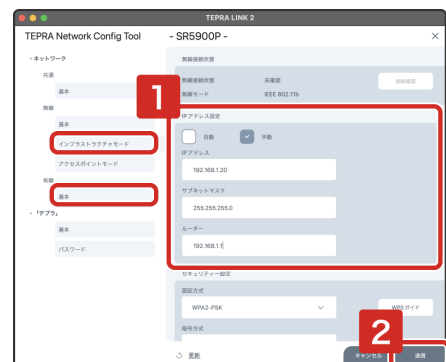 TEPRA LINK 2
TEPRA Network Config Tool
- SR5900P -
×
- ネットワーク
共通
基本
無線
基本
インフラストラクチャモード
アクセスポイントモード
有線
基本
- 「テプラ」
基本
パスワード
無線接続状態
無線接続状態 未確認
接続確認
無線モード IEEE 802.11b
1
IPアドレス設定
自動 手動
IPアドレス
192.168.1.20
サブネットマスク
255.255.255.0
ルーター
192.168.1.1
セキュリティー設定
認証方式
WPA2-PSK
WPS ガイド
暗号方式
2
更新
キャンセル
送信